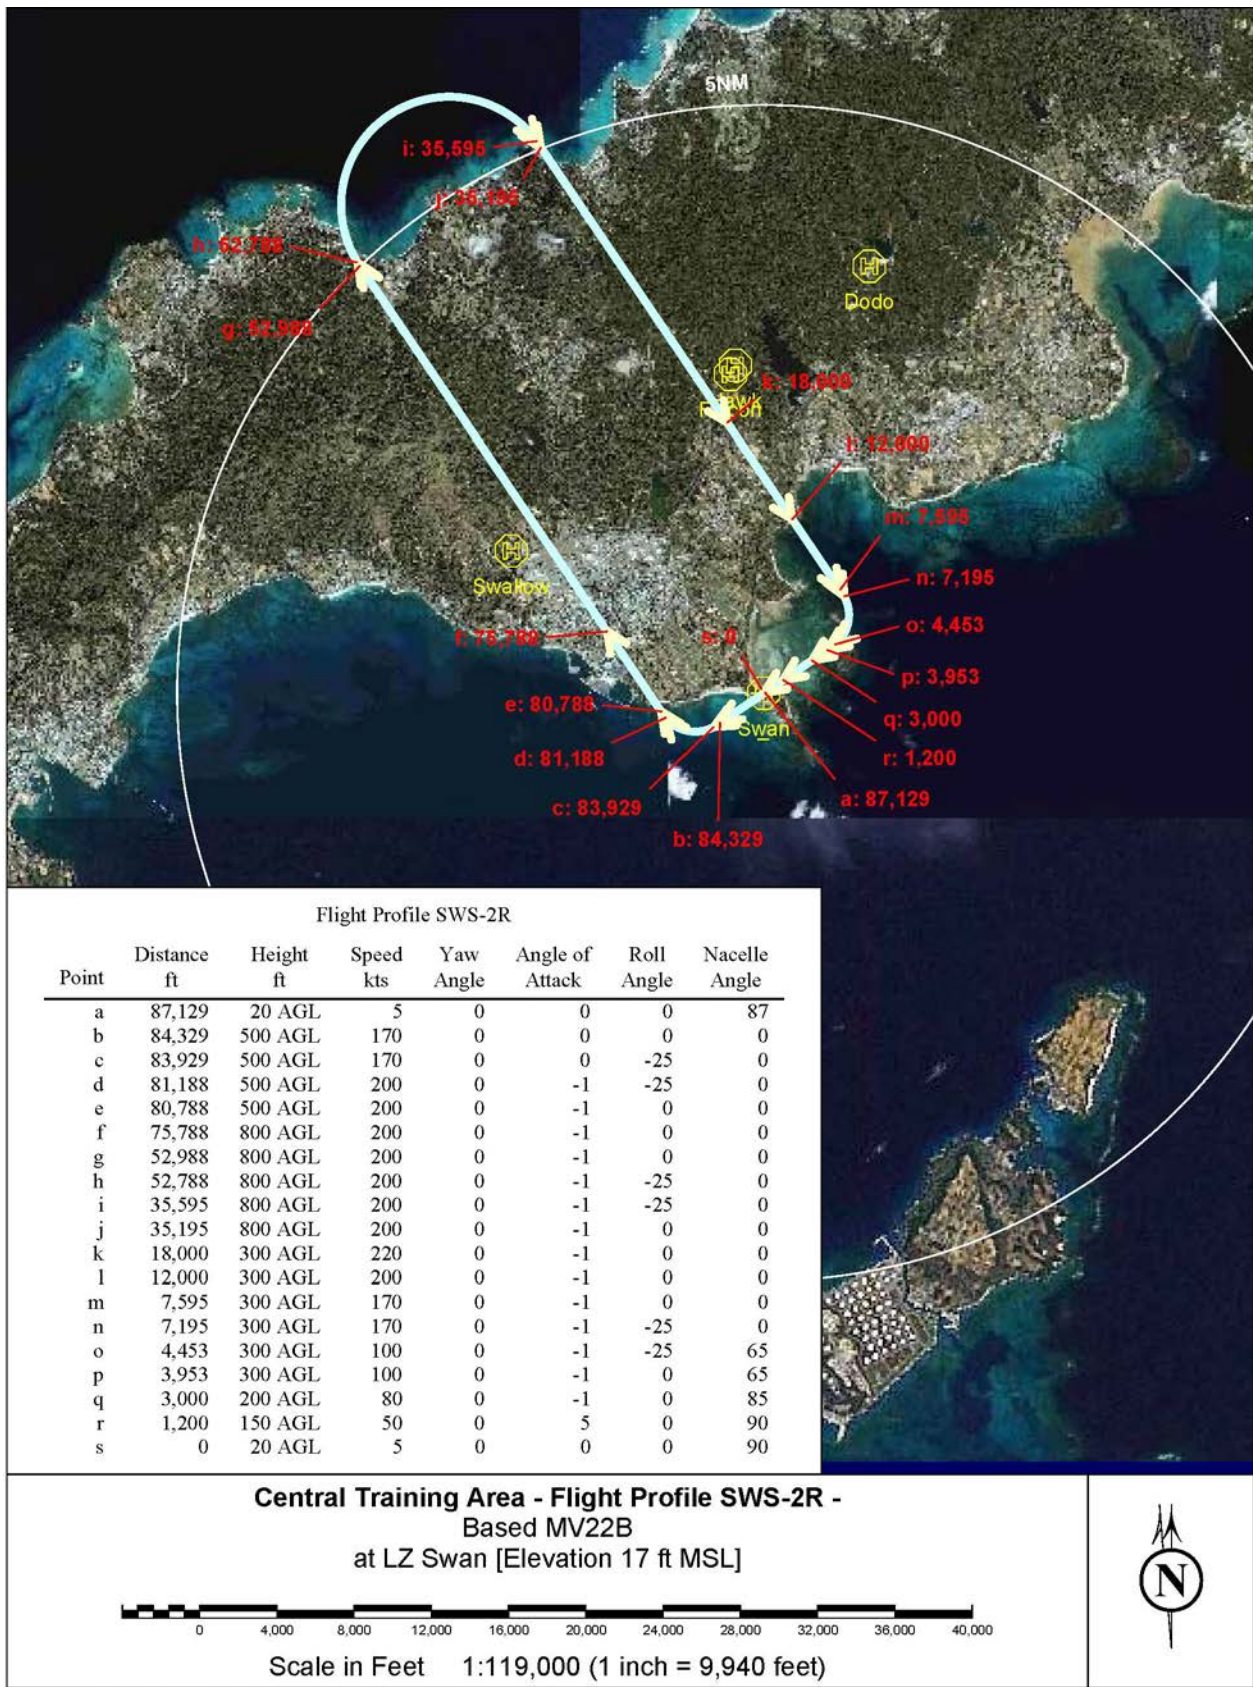 5NM
i: 35,595
j: 35,195
h: 52,788
g: 52,988
Dodo
k: 18,000
l: 12,000
m: 7,595
n: 7,195
o: 4,453
p: 3,953
q: 3,000
r: 1,200
s: 0
Swallow
f: 75,788
e: 80,788
d: 81,188
c: 83,929
b: 84,329
a: 87,129
Swan
Flight Profile SWS-2R
Point Distance ft Height ft Speed kts Yaw Angle Angle of Attack Roll Angle Nacelle Angle
a 87,129 20 AGL 5 0 0 0 87
b 84,329 500 AGL 170 0 0 0 0
c 83,929 500 AGL 170 0 0 -25 0
d 81,188 500 AGL 200 0 -1 -25 0
e 80,788 500 AGL 200 0 -1 0 0
f 75,788 800 AGL 200 0 -1 0 0
g 52,988 800 AGL 200 0 -1 0 0
h 52,788 800 AGL 200 0 -1 -25 0
i 35,595 800 AGL 200 0 -1 -25 0
j 35,195 800 AGL 200 0 -1 0 0
k 18,000 300 AGL 220 0 -1 0 0
l 12,000 300 AGL 200 0 -1 0 0
m 7,595 300 AGL 170 0 -1 0 0
n 7,195 300 AGL 170 0 -1 -25 0
o 4,453 300 AGL 100 0 -1 -25 65
p 3,953 300 AGL 100 0 -1 0 65
q 3,000 200 AGL 80 0 -1 0 85
r 1,200 150 AGL 50 0 5 0 90
s 0 20 AGL 5 0 0 0 90
Central Training Area - Flight Profile SWS-2R -
Based MV22B
at LZ Swan [Elevation 17 ft MSL]
0 4,000 8,000 12,000 16,000 20,000 24,000 28,000 32,000 36,000 40,000
Scale in Feet 1:119,000 (1 inch = 9,940 feet)
N